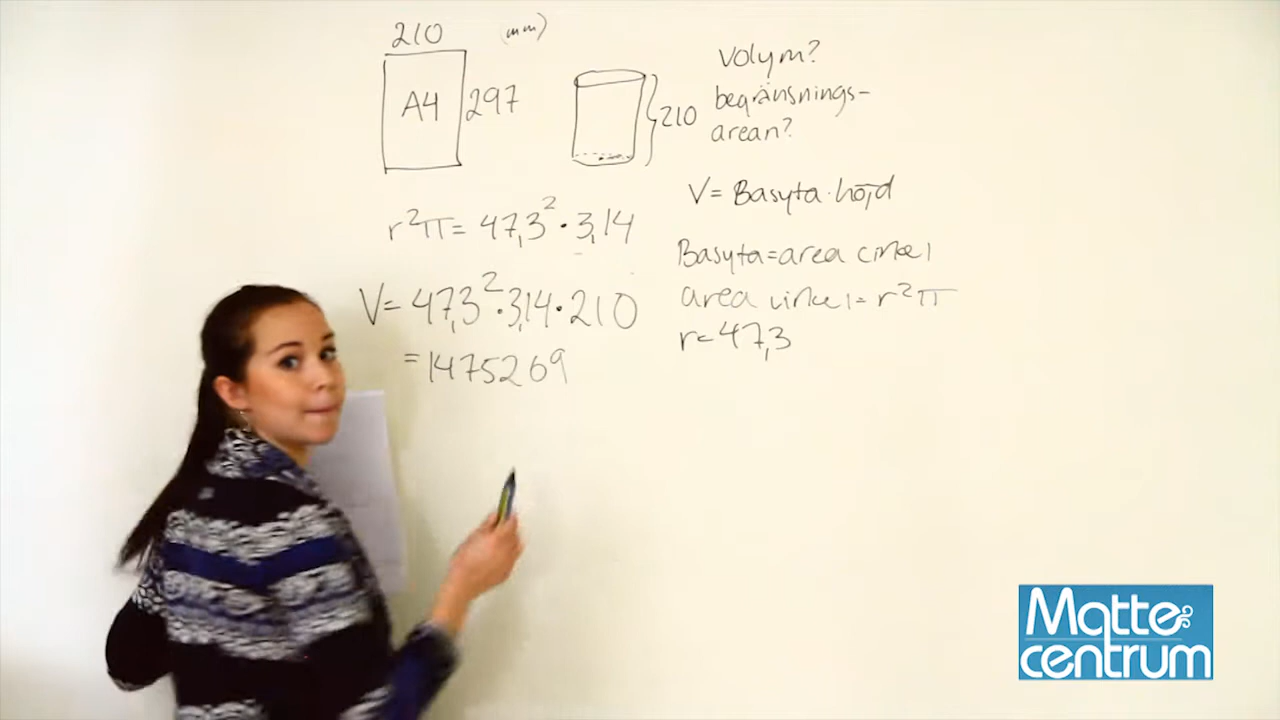 210 (mm)
A4 297
210
volym?
begränsnings-
arean?
V= Basyta·höjd
r²π= 47,3²·3,14
Basyta=area cirkel
area cirkel=r²π
r=47,3
V= 47,3²·3,14·210
=1475269
Matte
centrum